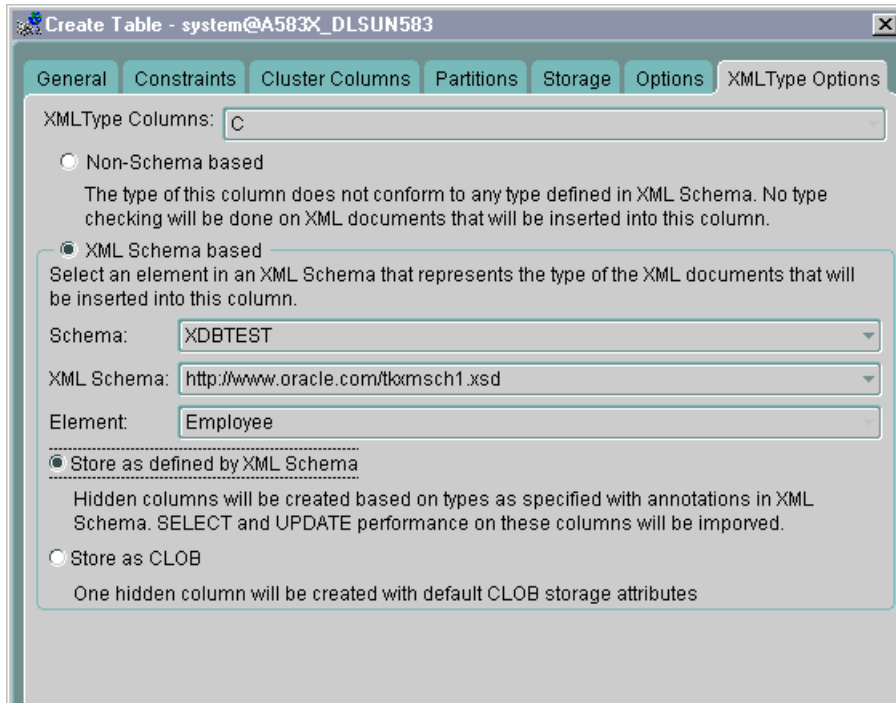 Create Table - system@A583X_DLSUN583
General Constraints Cluster Columns Partitions Storage Options XMLType Options
XMLType Columns: C
Non-Schema based
The type of this column does not conform to any type defined in XML Schema. No type
checking will be done on XML documents that will be inserted into this column.
XML Schema based
Select an element in an XML Schema that represents the type of the XML documents that will
be inserted into this column.
Schema: XDBTEST
XML Schema: http://www.oracle.com/tkxmsch1.xsd
Element: Employee
Store as defined by XML Schema
Hidden columns will be created based on types as specified with annotations in XML
Schema. SELECT and UPDATE performance on these columns will be imporved.
Store as CLOB
One hidden column will be created with default CLOB storage attributes